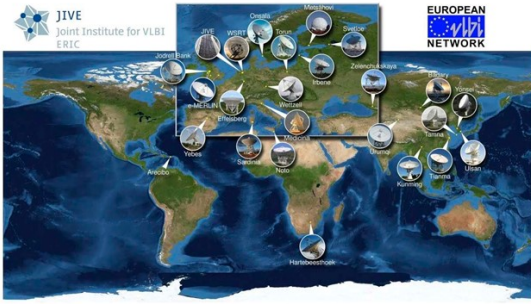 JIVE
Joint Institute for VLBI
ERIC
EUROPEAN
vlbi
NETWORK
Metsähovi
Onsala
Svetloe
JIVE
WSRT
Torun
Jodrell Bank
Irbene
Zelenchukskaya
Badary
Yonsei
e-MERLIN
Effelsberg
Wettzell
Medicina
Tamna
Yebes
Sardinia
Noto
Urumqi
Arecibo
Kunming
Tianma
Ulsan
Hartebeesthoek